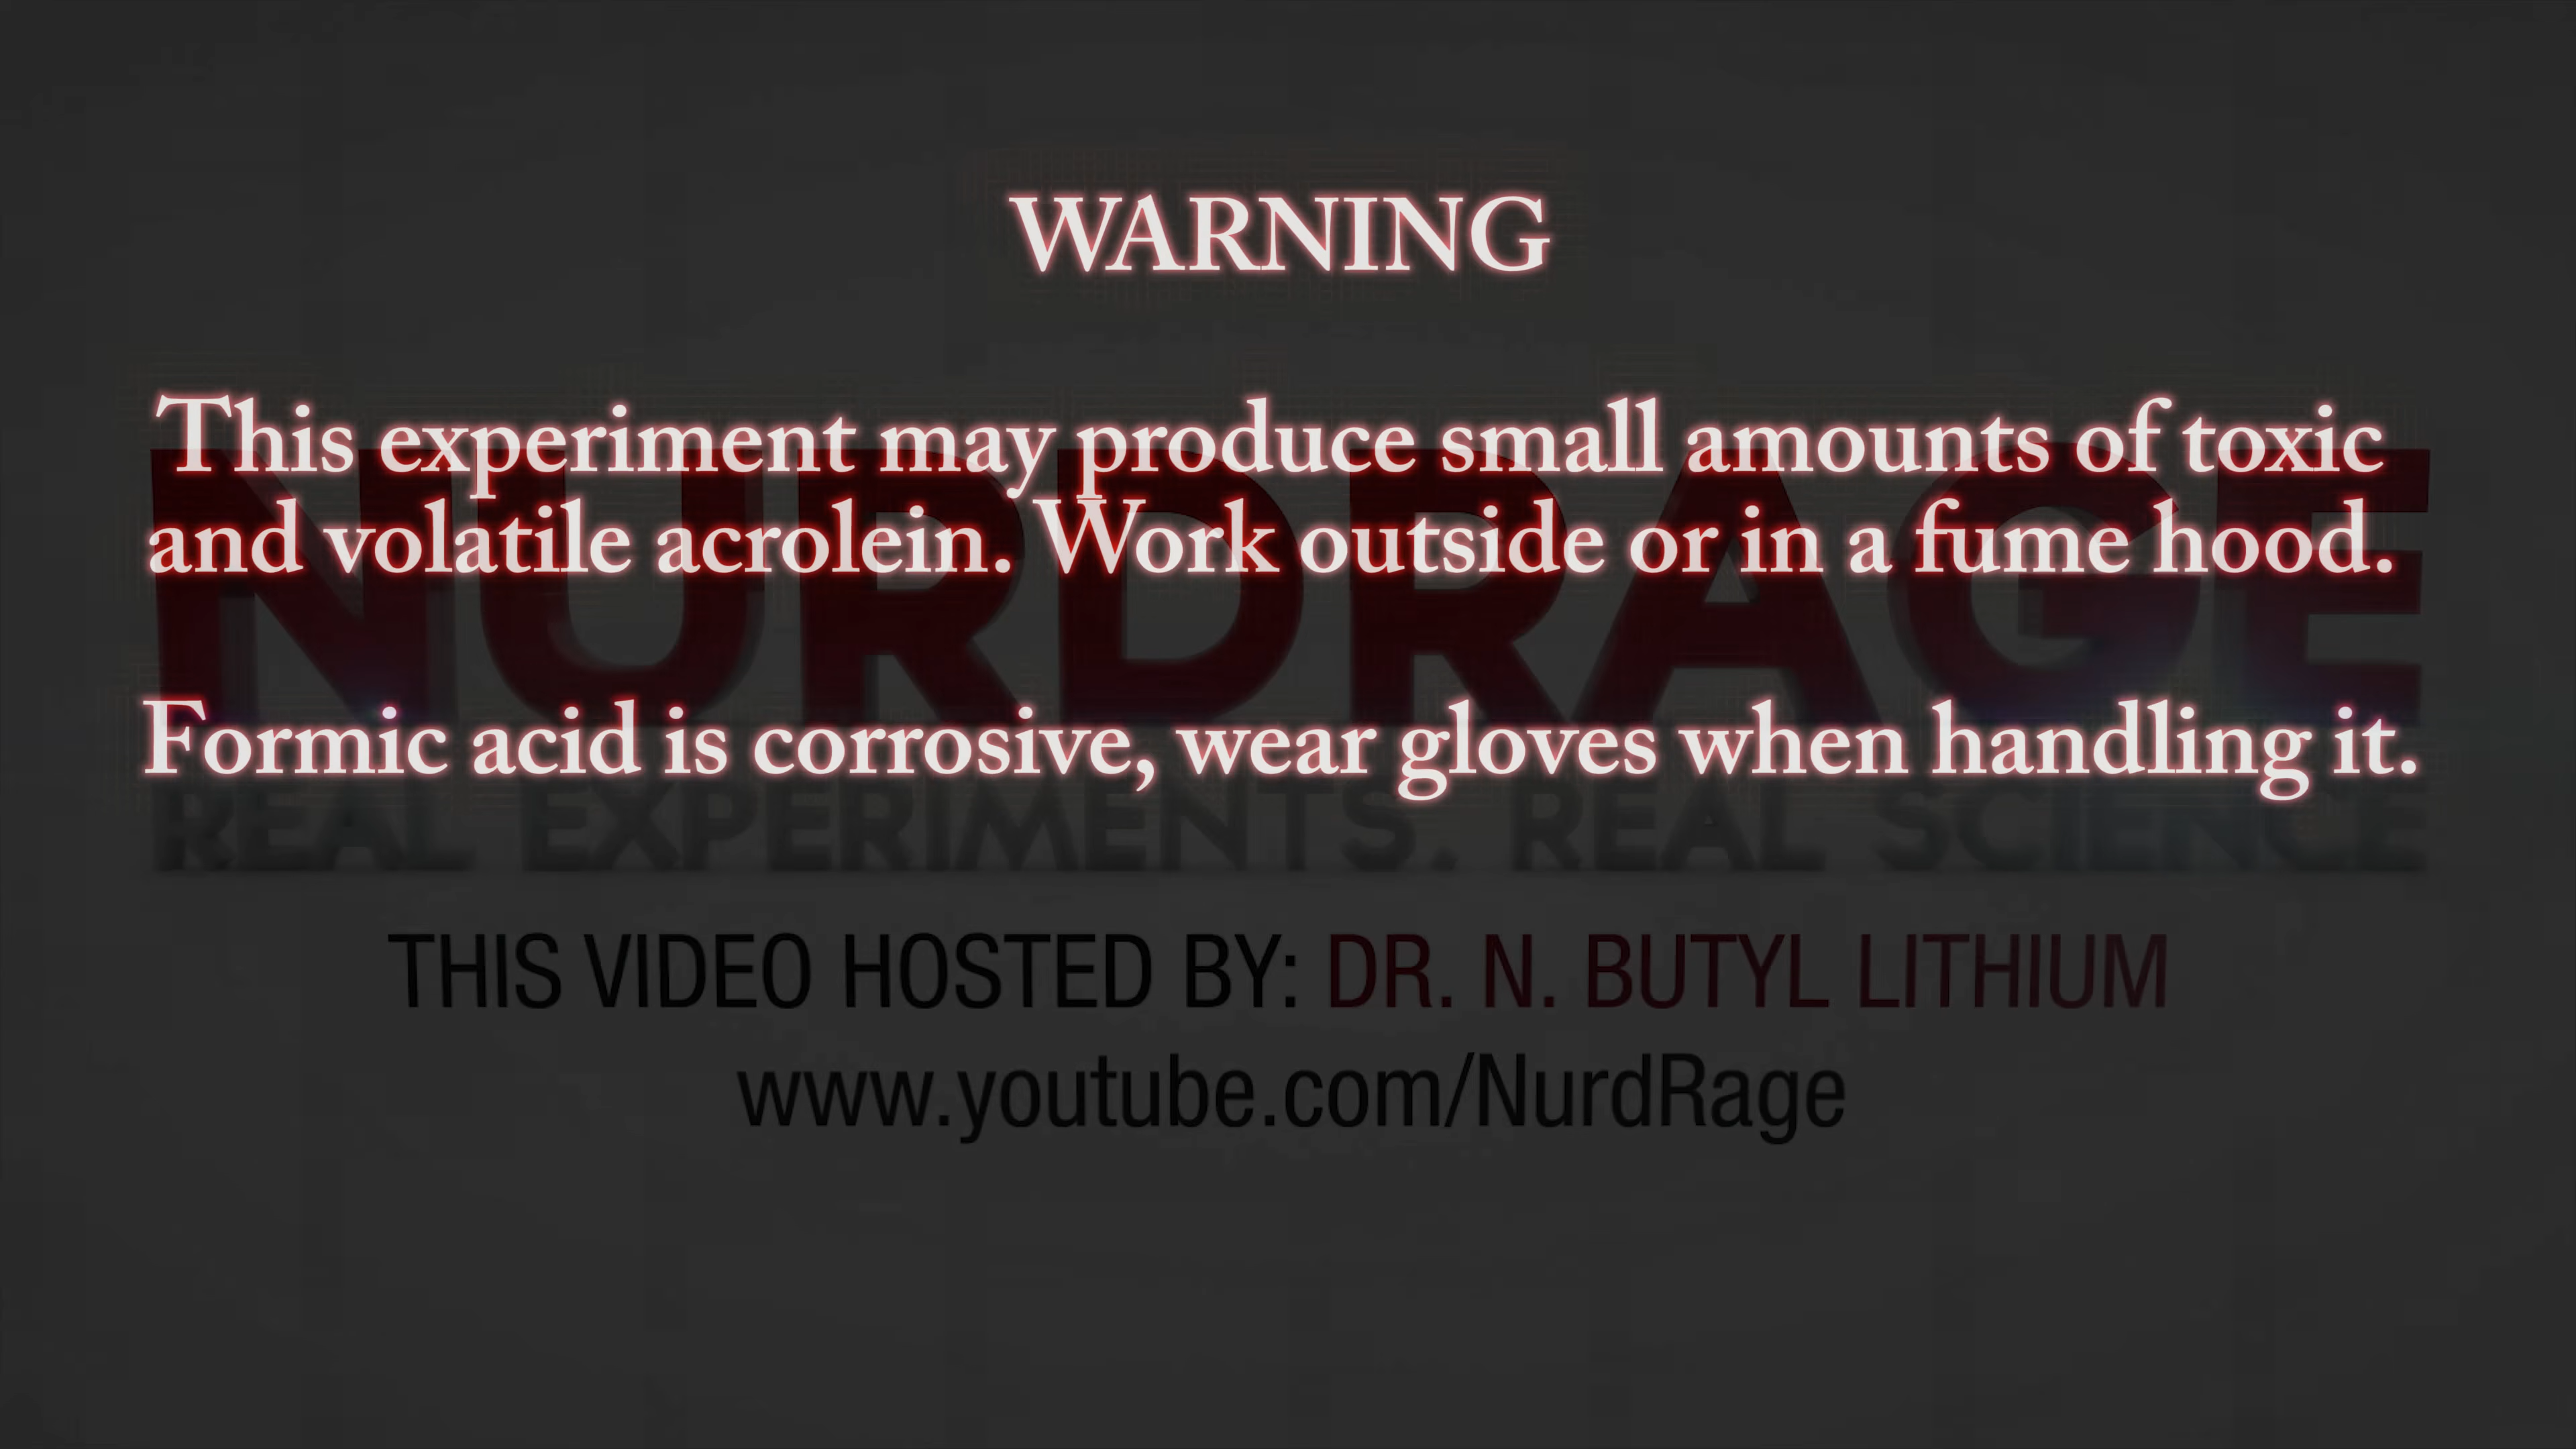 WARNING
This experiment may produce small amounts of toxic
and volatile acrolein. Work outside or in a fume hood.
NURDRAGE
Formic acid is corrosive, wear gloves when handling it.
REAL EXPERIMENTS. REAL SCIENCE
THIS VIDEO HOSTED BY: DR. N. BUTYL LITHIUM
www.youtube.com/NurdRage